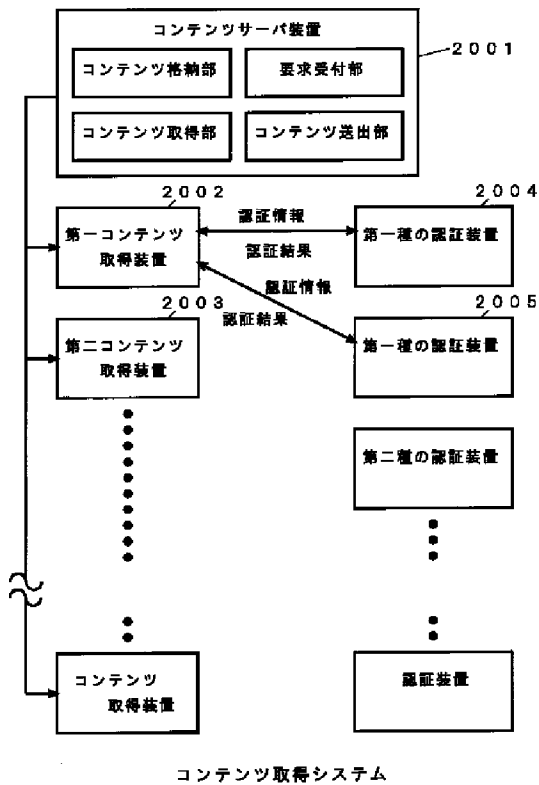 コンテンツサーバ装置
2001
コンテンツ格納部
要求受付部
コンテンツ取得部
コンテンツ送出部
2002
2004
第一コンテンツ
取得装置
認証情報
認証結果
第一種の認証装置
認証情報
2003
2005
認証結果
第二コンテンツ
取得装置
第一種の認証装置
第二種の認証装置
コンテンツ
取得装置
認証装置
コンテンツ取得システム